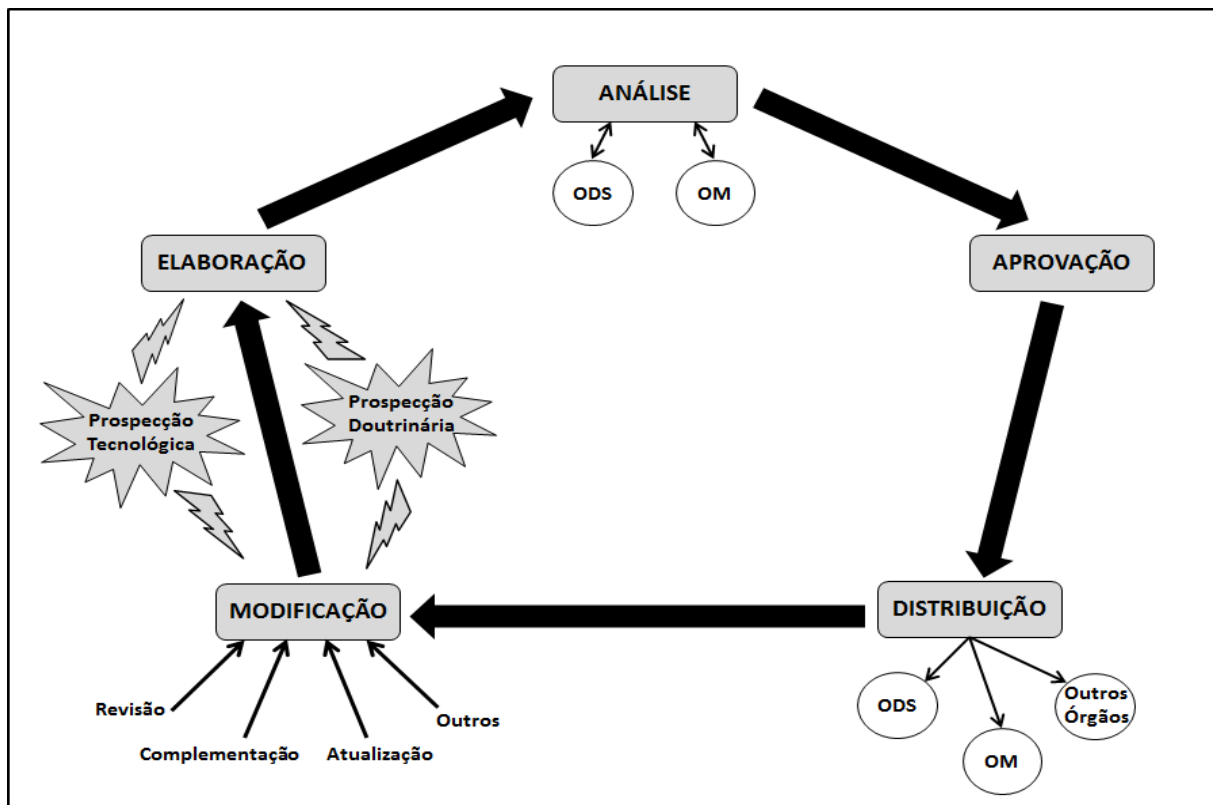 ANÁLISE
ODS
OM
ELABORAÇÃO
APROVAÇÃO
Prospecção
Tecnológica
Prospecção
Doutrinária
MODIFICAÇÃO
DISTRIBUIÇÃO
Revisão
Complementação
Atualização
Outros
ODS
OM
Outros
Órgãos